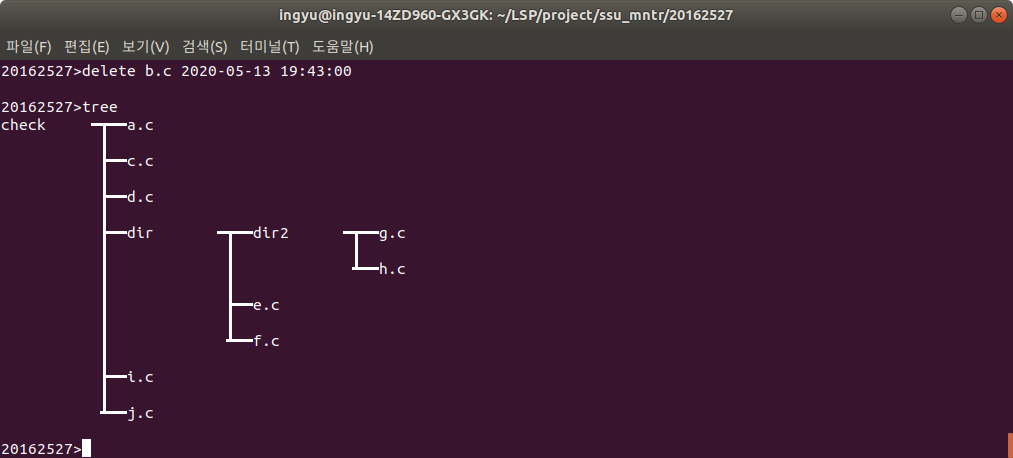 ingyu@ingyu-14ZD960-GX3GK: ~/LSP/project/ssu_mntr/20162527
파일(F) 편집(E) 보기(V) 검색(S) 터미널(T) 도움말(H)
20162527>delete b.c 2020-05-13 19:43:00
20162527>tree
check a.c
c.c
d.c
dir dir2 g.c
h.c
e.c
f.c
i.c
j.c
20162527>